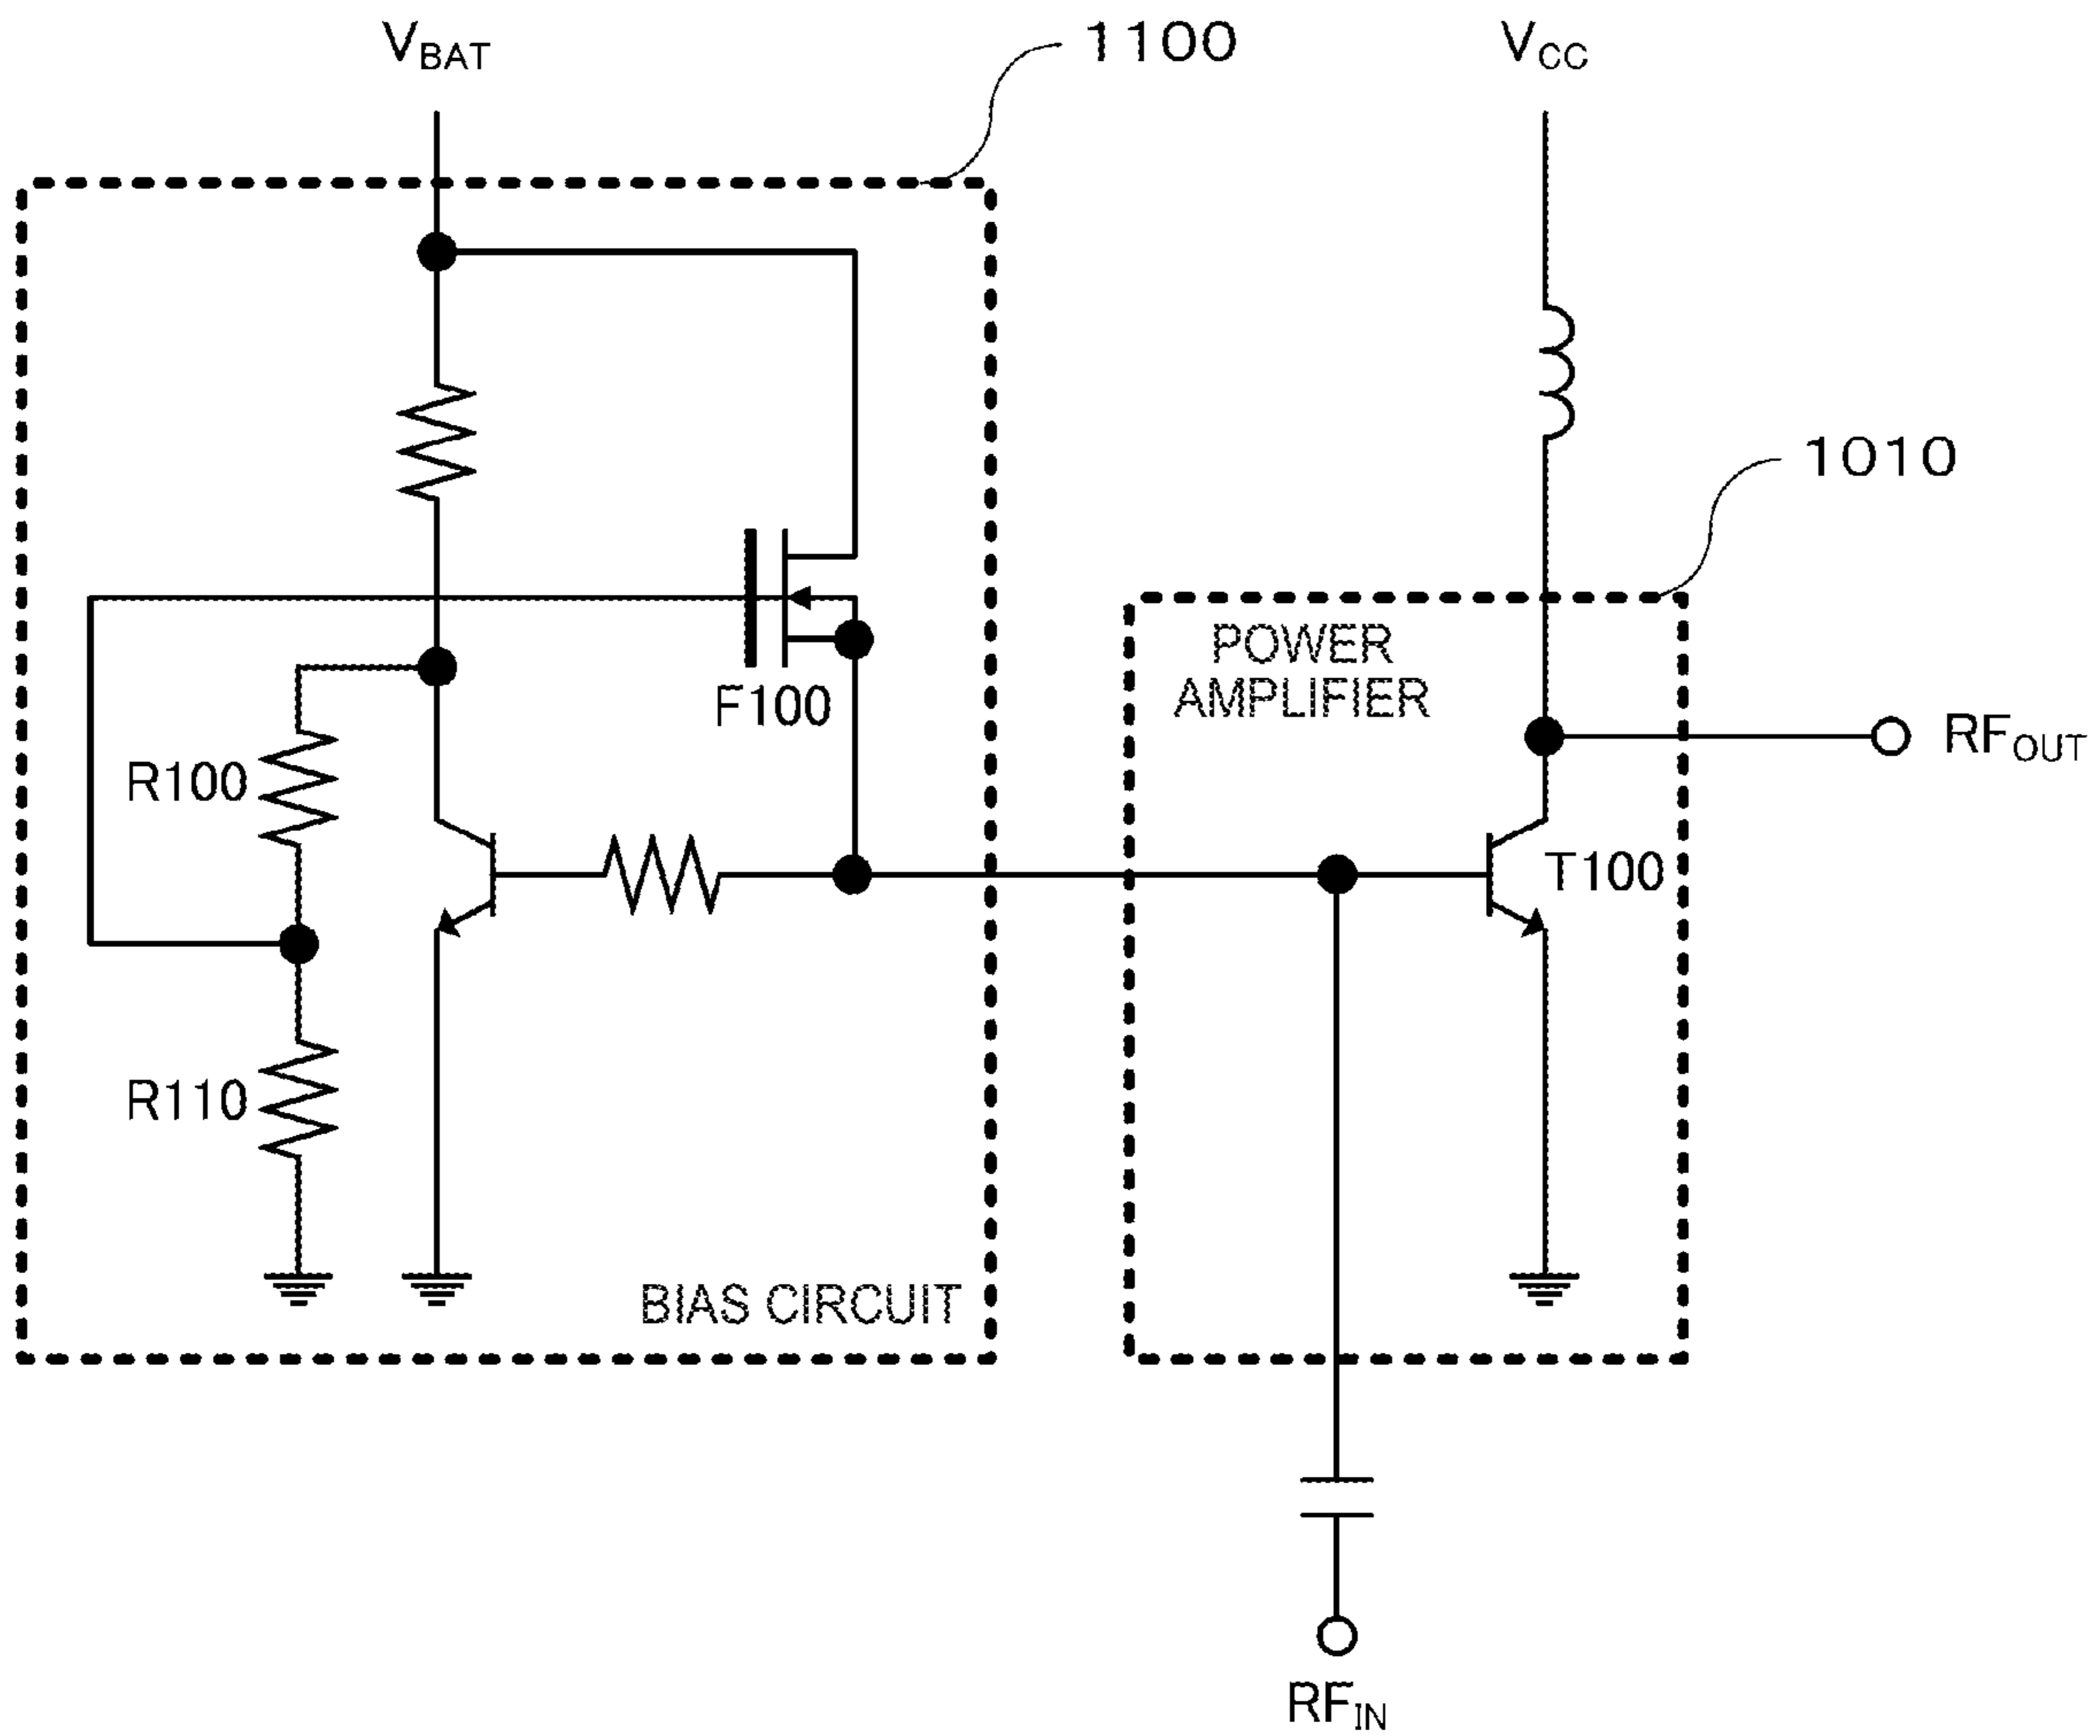 V_BAT
1100
V_CC
1010
POWER
AMPLIFIER
F100
RF_OUT
R100
T100
R110
BIAS CIRCUIT
RF_IN